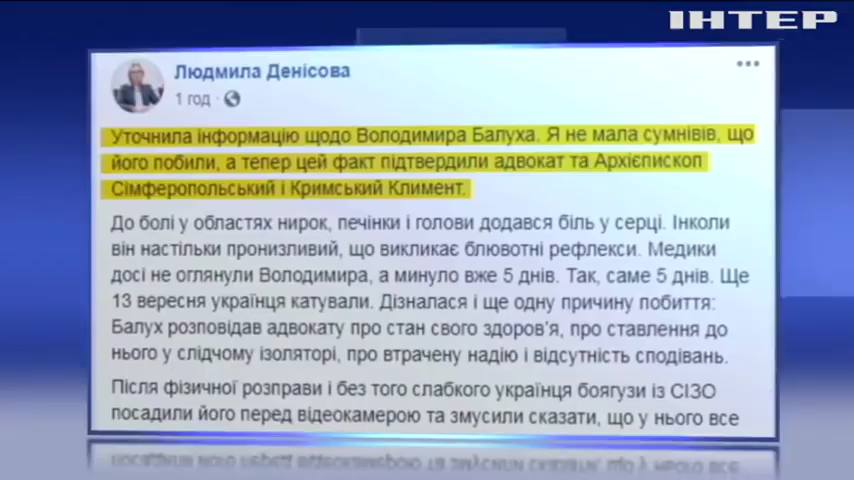 ІНТЕР
Людмила Денісова
1 год ·
Уточнила інформацію щодо Володимира Балуха. Я не мала сумнівів, що
його побили, а тепер цей факт підтвердили адвокат та Архієпископ
Сімферопольський і Кримський Климент.
До болі у областях нирок, печінки і голови додався біль у серці. Інколи
він настільки пронизливий, що викликає блювотні рефлекси. Медики
досі не оглянули Володимира, а минуло вже 5 днів. Так, саме 5 днів. Ще
13 вересня українця катували. Дізналася і ще одну причину побиття:
Балух розповідав адвокату про стан свого здоров'я, про ставлення до
нього у слідчому ізоляторі, про втрачену надію і відсутність сподівань.
Після фізичної розправи і без того слабкого українця боягузи із СІЗО
посадили його перед відеокамерою та змусили сказати, що у нього все